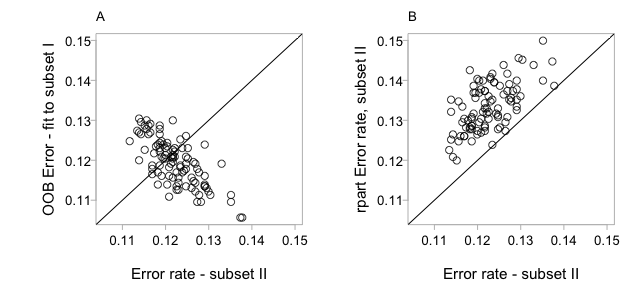 A
OOB Error - fit to subset I
0.15
0.14
0.13
0.12
0.11
0.11 0.12 0.13 0.14 0.15
Error rate - subset II
B
rpart Error rate, subset II
0.15
0.14
0.13
0.12
0.11
0.11 0.12 0.13 0.14 0.15
Error rate - subset II